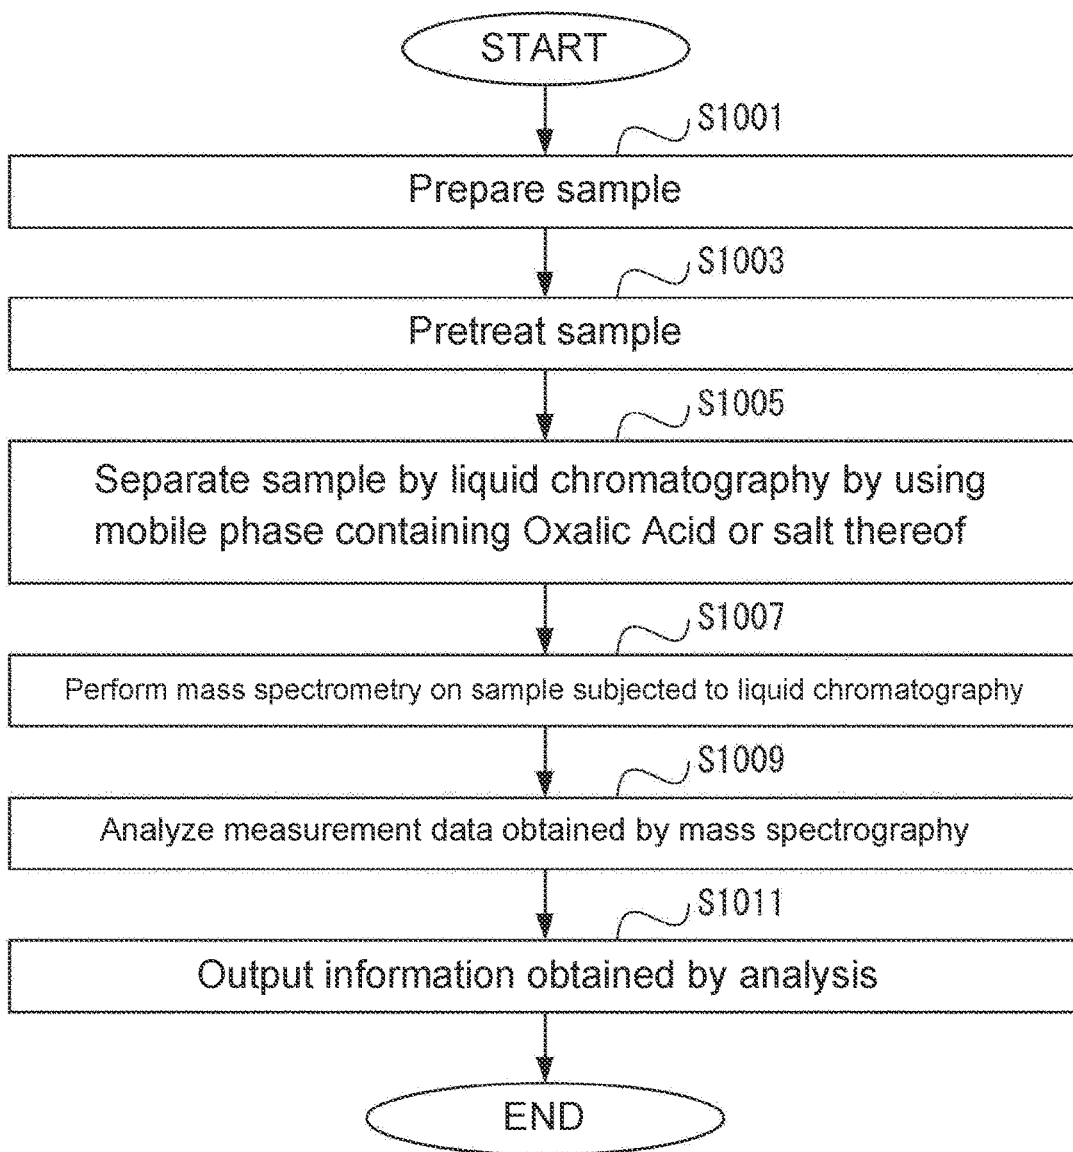 START
S1001
Prepare sample
S1003
Pretreat sample
S1005
Separate sample by liquid chromatography by using
mobile phase containing Oxalic Acid or salt thereof
S1007
Perform mass spectrometry on sample subjected to liquid chromatography
S1009
Analyze measurement data obtained by mass spectrography
S1011
Output information obtained by analysis
END